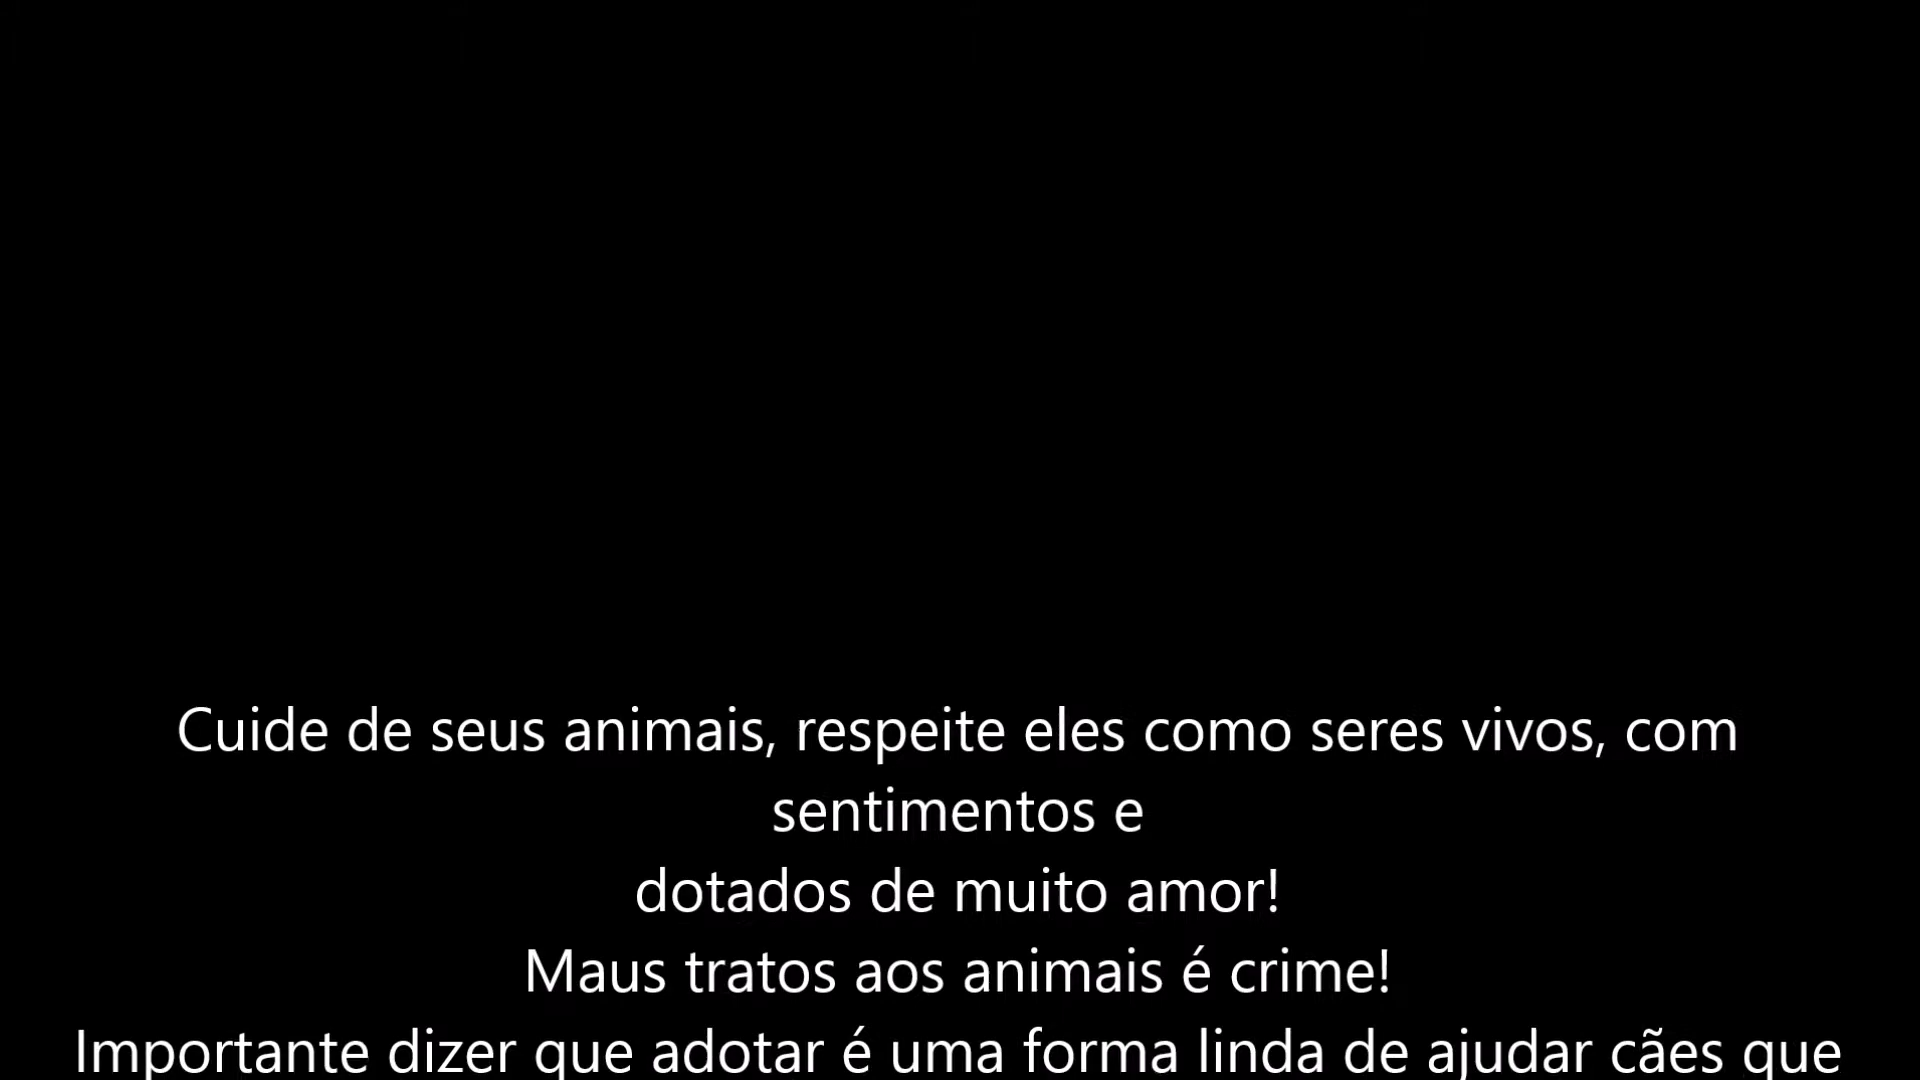 Cuide de seus animais, respeite eles como seres vivos, com
sentimentos e
dotados de muito amor!
Maus tratos aos animais é crime!
Importante dizer que adotar é uma forma linda de ajudar cães que